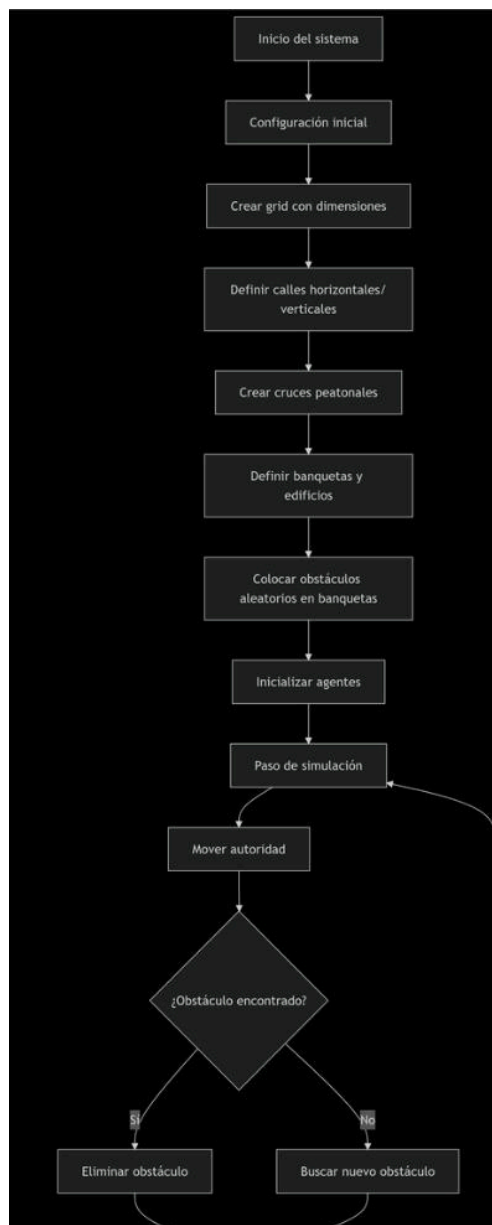 Inicio del sistema
Configuración inicial
Crear grid con dimensiones
Definir calles horizontales/
verticales
Crear cruces peatonales
Definir banquetas y
edificios
Colocar obstáculos
aleatorios en banquetas
Inicializar agentes
Paso de simulación
Mover autoridad
¿Obstáculo encontrado?
Sí
No
Eliminar obstáculo
Buscar nuevo obstáculo